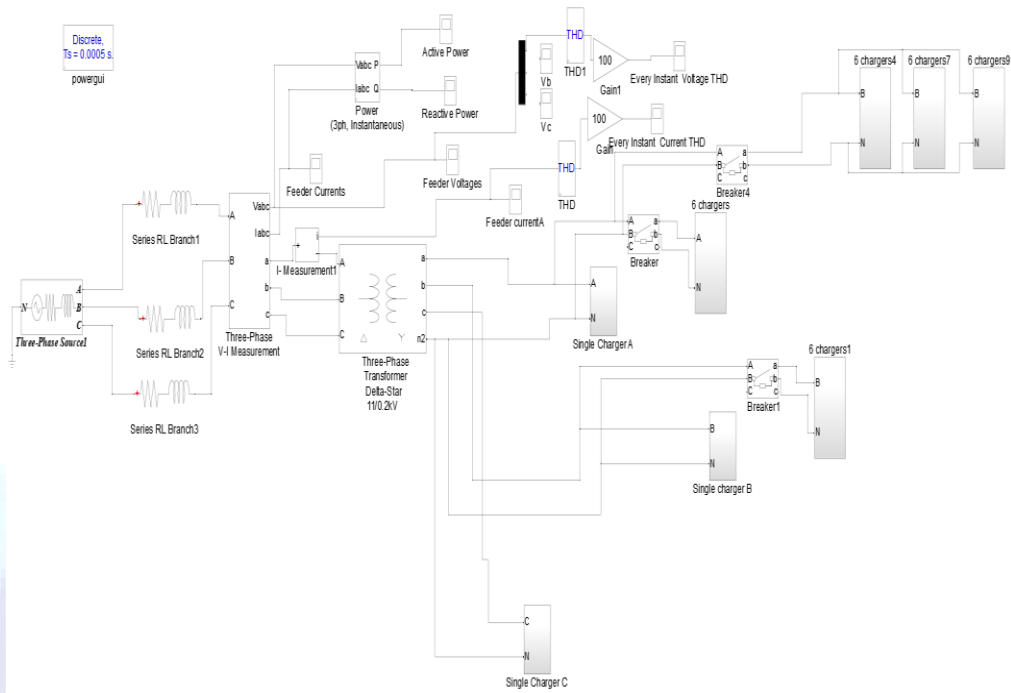 Discrete,
Ts = 0.0005 s.
powergui
Vabc P
Iabc Q
Power
(3ph, Instantaneous)
Active Power
Reactive Power
Feeder Currents
Feeder Voltages
Feeder currentA
THD
THD1
Vb
Vc
100
Gain1
Every Instant Voltage THD
100
Gain
Every Instant Current THD
THD
THD
6 chargers4
B
N
6 chargers7
B
N
6 chargers9
B
N
A a
B b
C c
Breaker4
6 chargers
A
N
A a
B b
C c
Breaker
Series RL Branch1
Series RL Branch2
Series RL Branch3
N
A
B
C
Three-Phase Source1
A
B
C
Vabc
Iabc
a
b
c
Three-Phase
V-I Measurement
+
i
-
I- Measurement1
A
B
C
a
b
c
n2
Δ Y
Three-Phase
Transformer
Delta-Star
11/0.2kV
A
N
Single Charger A
A a
B b
C c
Breaker1
6 chargers1
B
N
B
N
Single charger B
C
N
Single Charger C